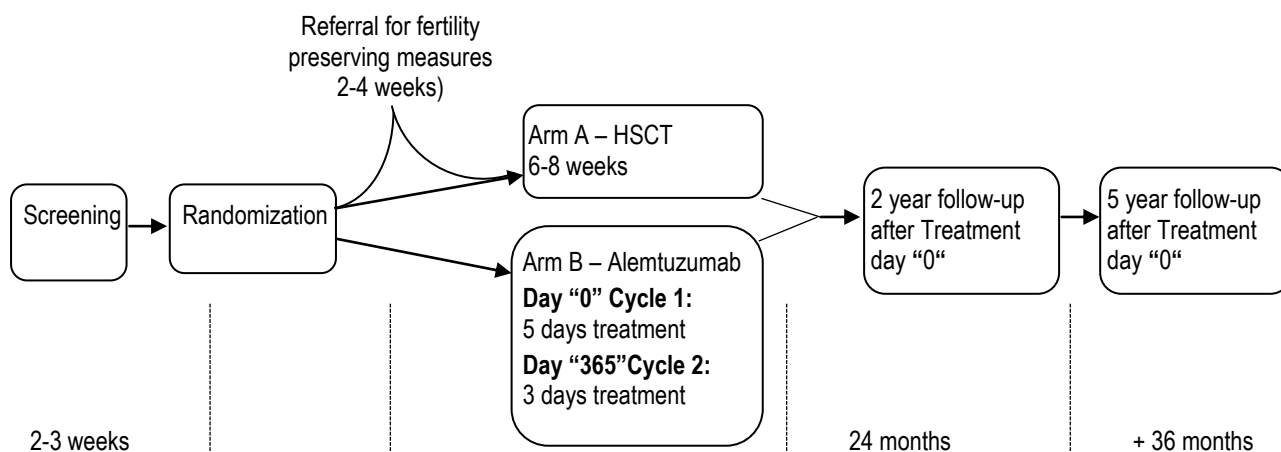 Referral for fertility
preserving measures
2-4 weeks)
Arm A – HSCT
6-8 weeks
Screening
Randomization
2 year follow-up
after Treatment
day “0“
5 year follow-up
after Treatment
day “0“
Arm B – Alemtuzumab
Day “0” Cycle 1:
5 days treatment
Day “365”Cycle 2:
3 days treatment
2-3 weeks
24 months
+ 36 months